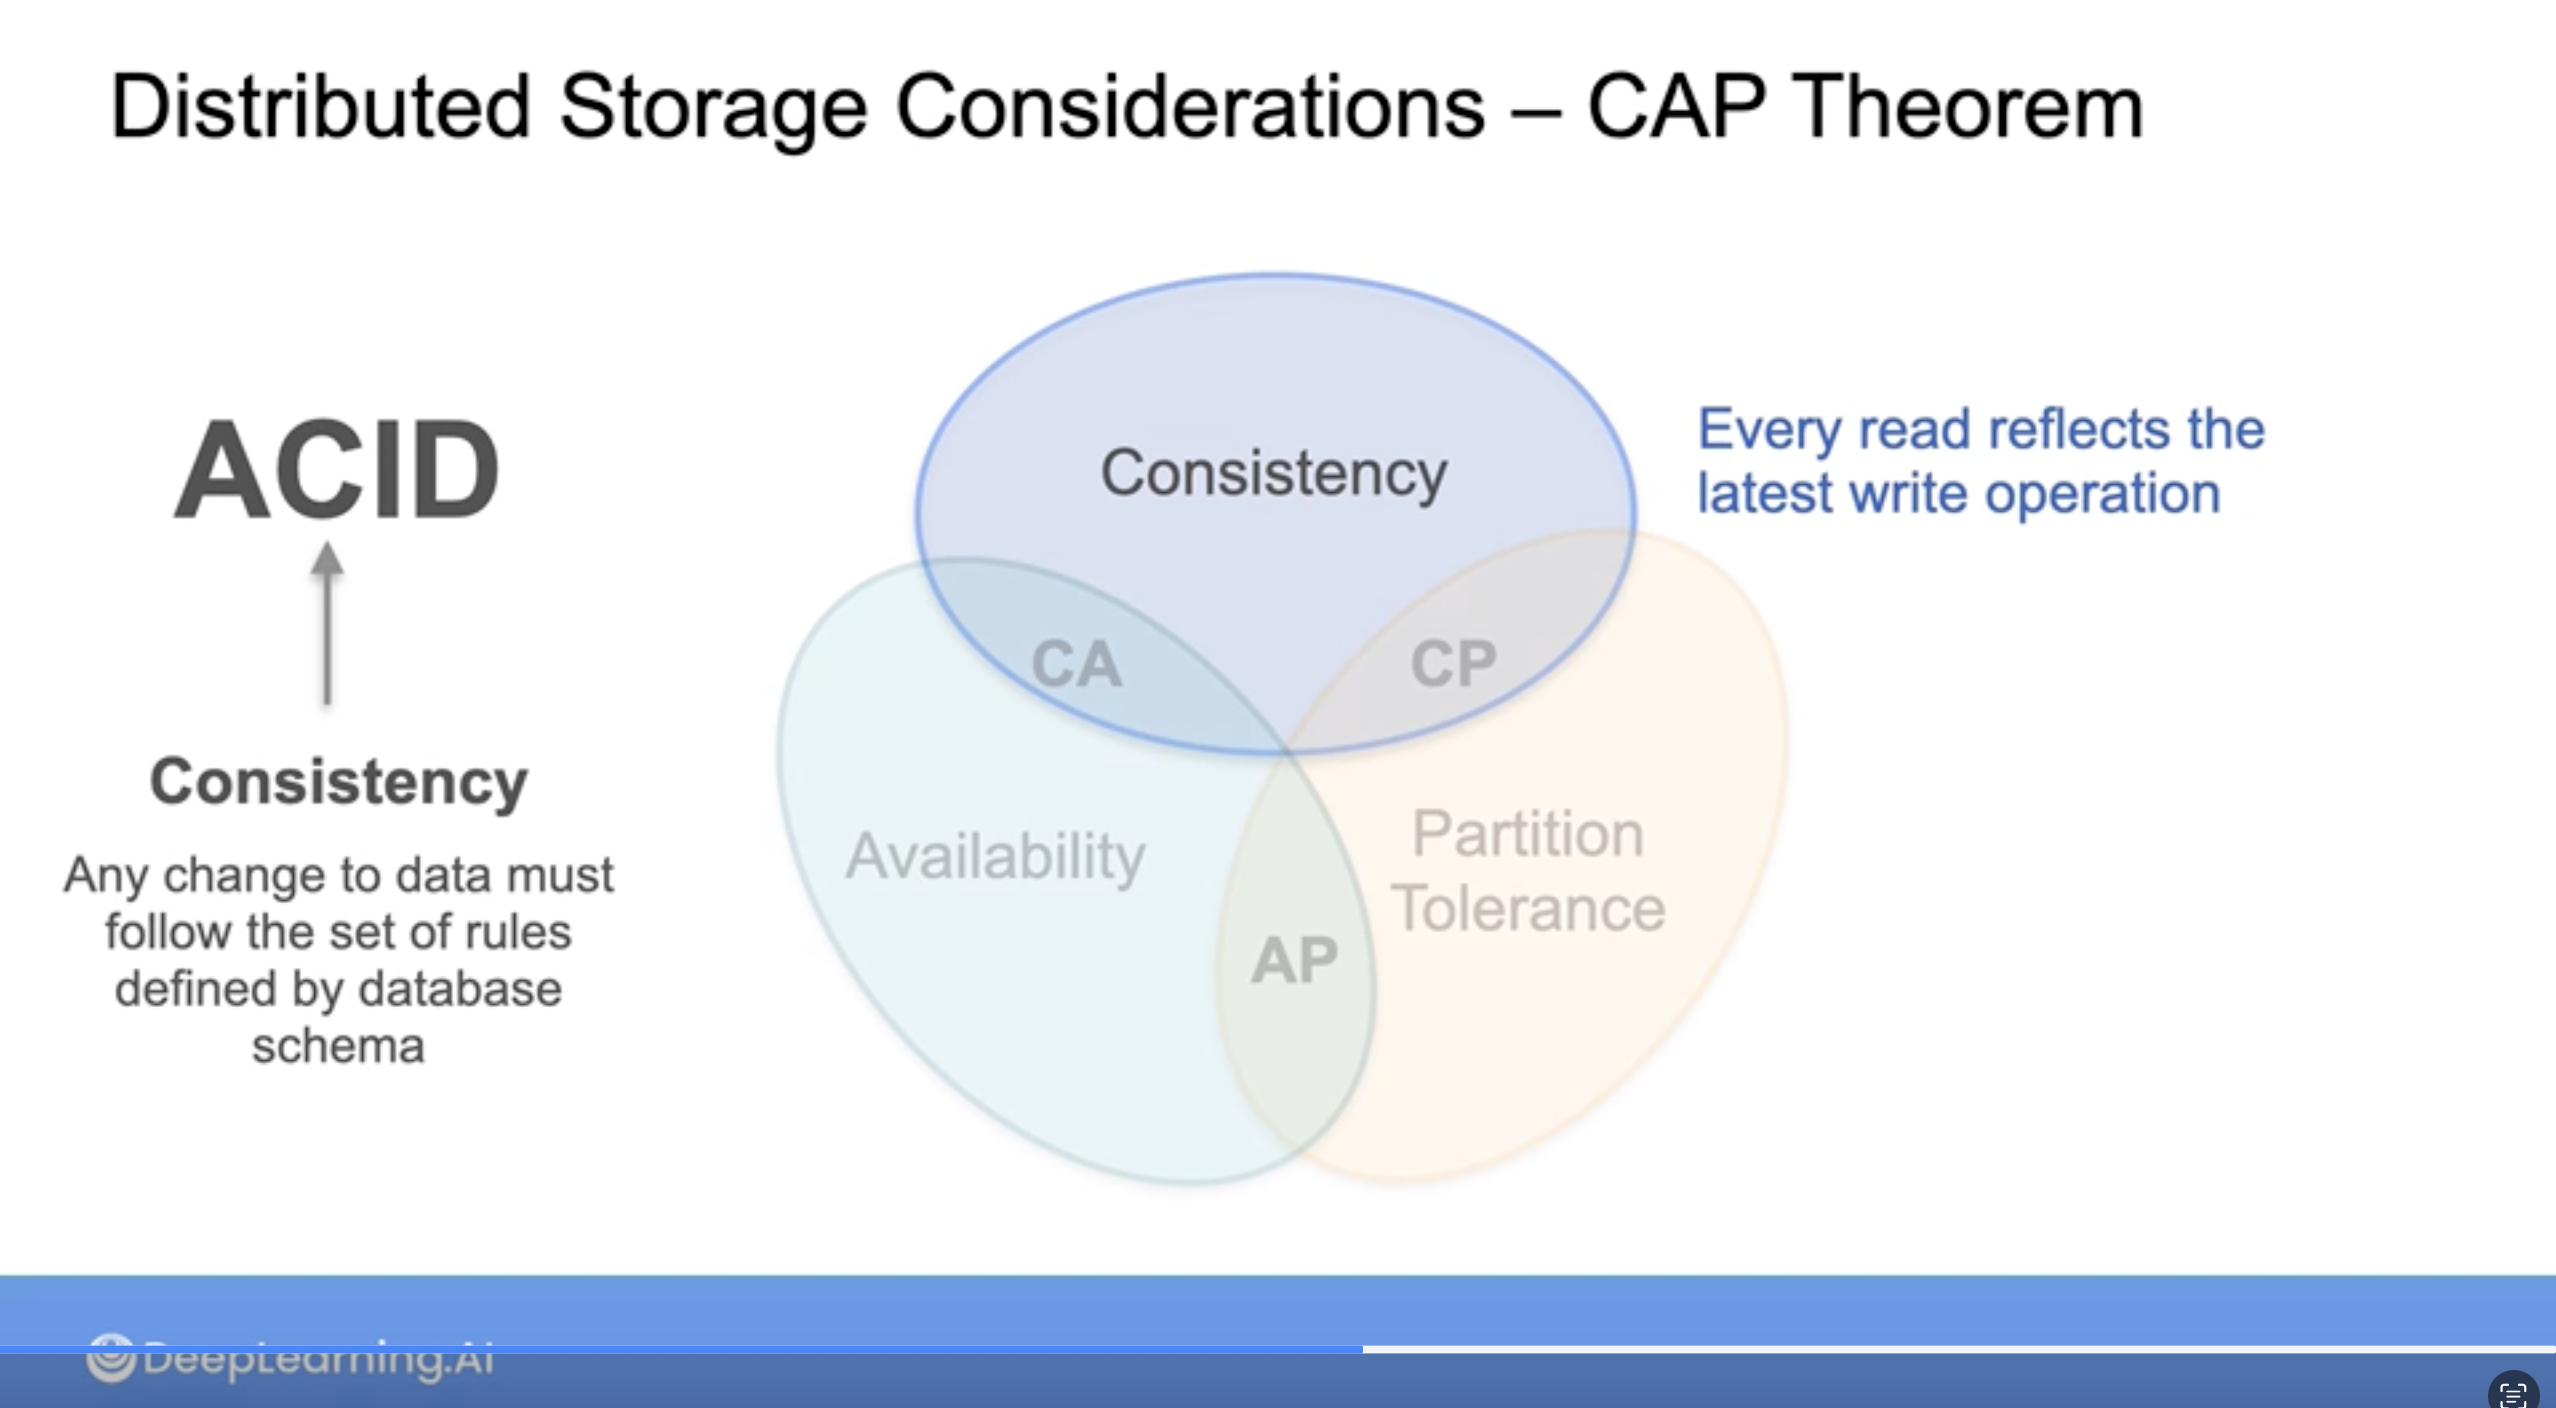 Distributed Storage Considerations – CAP Theorem
ACID
Consistency
Any change to data must
follow the set of rules
defined by database
schema
Consistency
Every read reflects the
latest write operation
CA
CP
Availability
Partition
Tolerance
AP
DeepLearning.AI